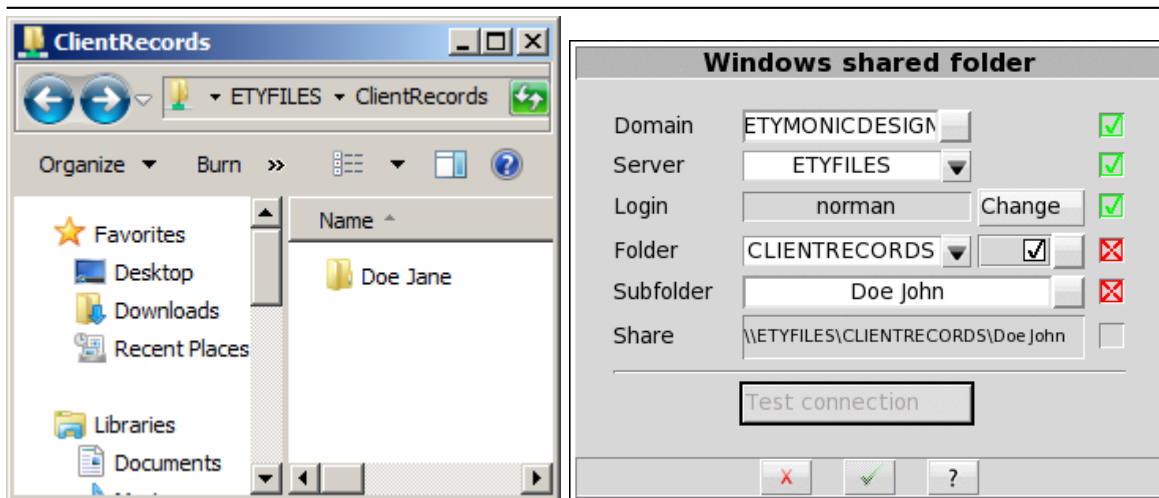 ClientRecords
ETYFILES ClientRecords
Organize Burn »
Favorites
Desktop
Downloads
Recent Places
Libraries
Documents
Name
Doe Jane
Windows shared folder
Domain ETYMONICDESIGN
Server ETYFILES
Login norman Change
Folder CLIENTRECORDS
Subfolder Doe John
Share \\ETYFILES\CLIENTRECORDS\Doe John
Test connection
X ?